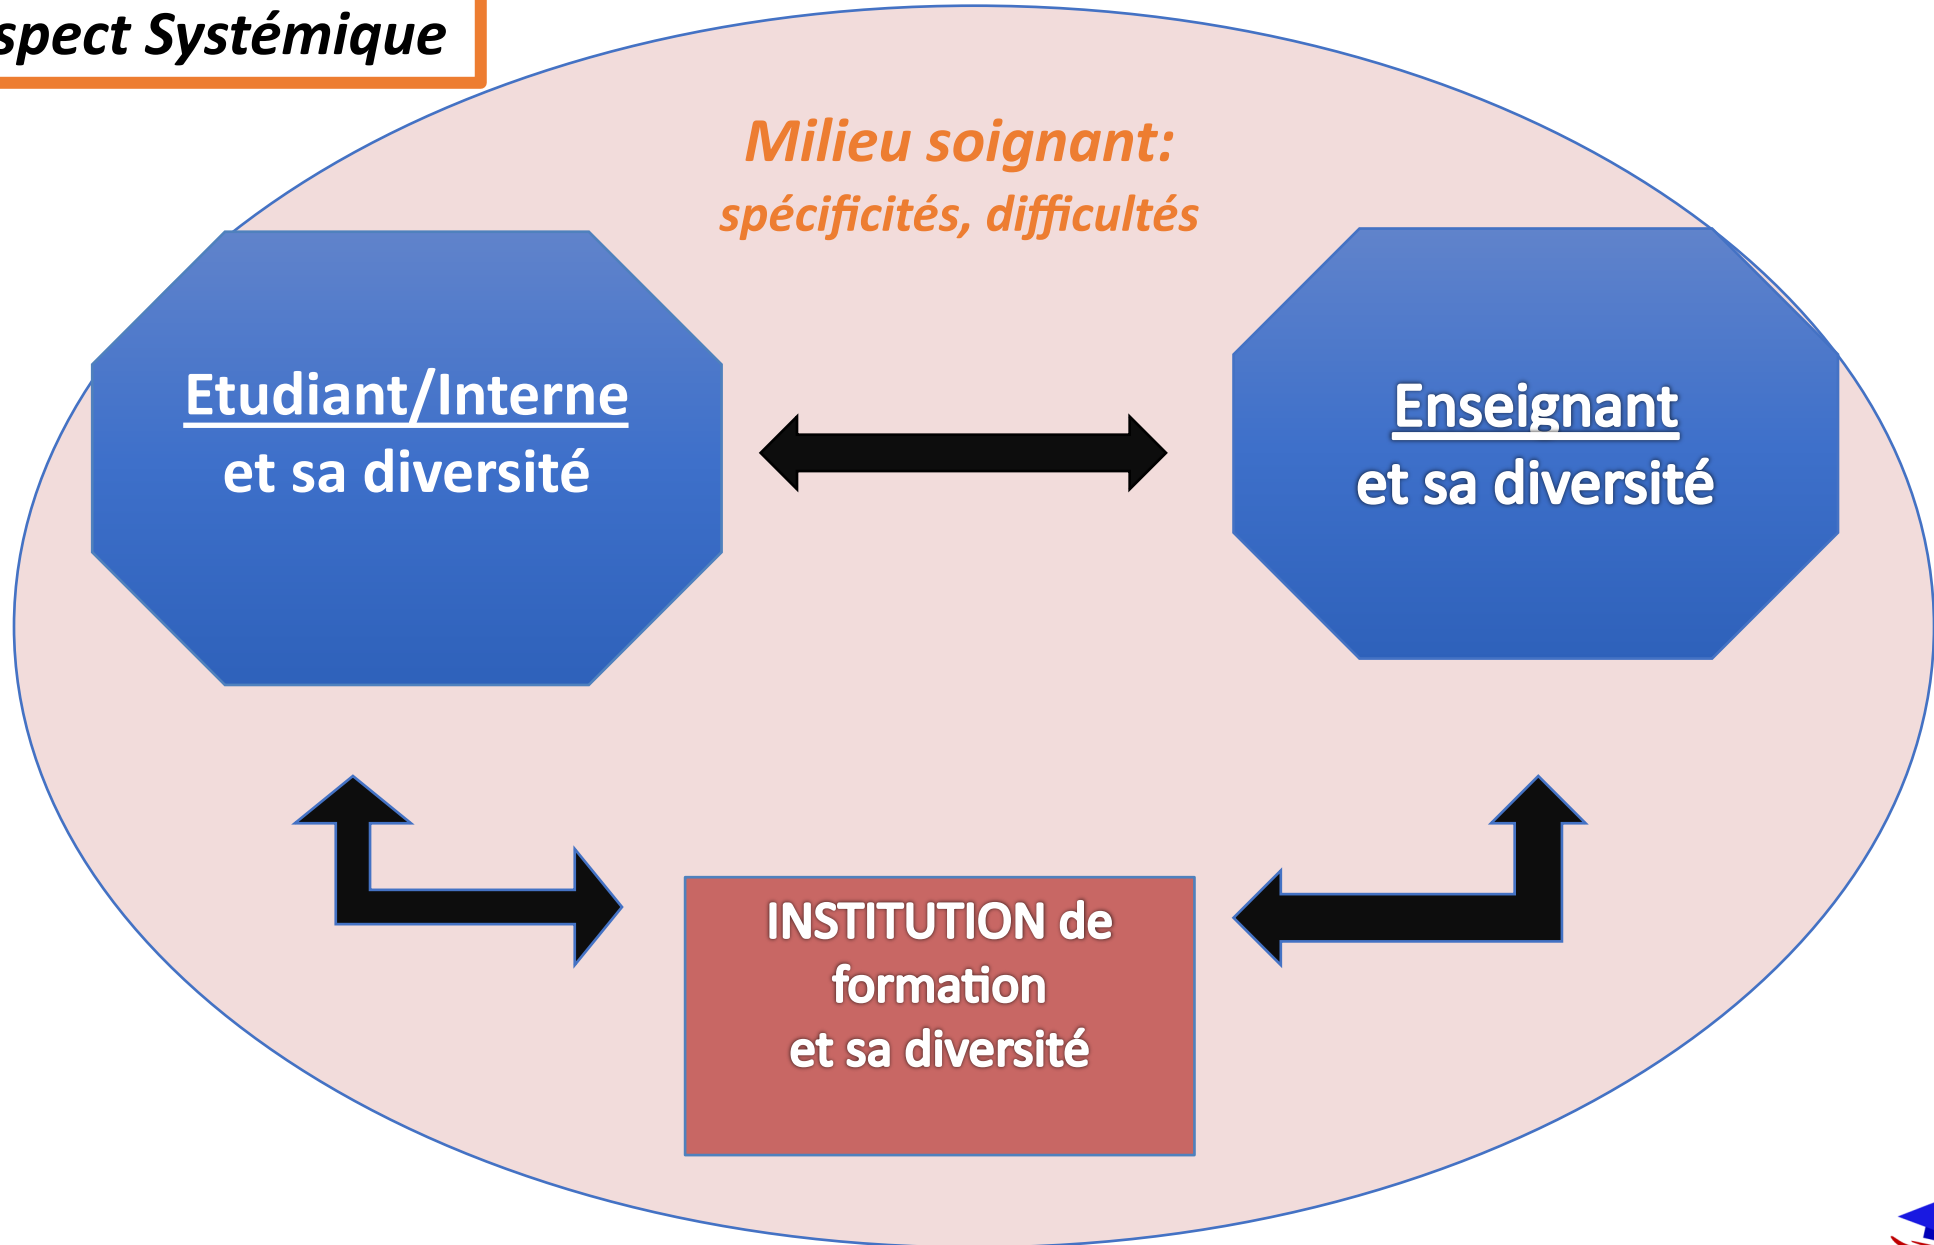 spect Systémique
Milieu soignant:
spécificités, difficultés
Etudiant/Interne
et sa diversité
Enseignant
et sa diversité
INSTITUTION de
formation
et sa diversité